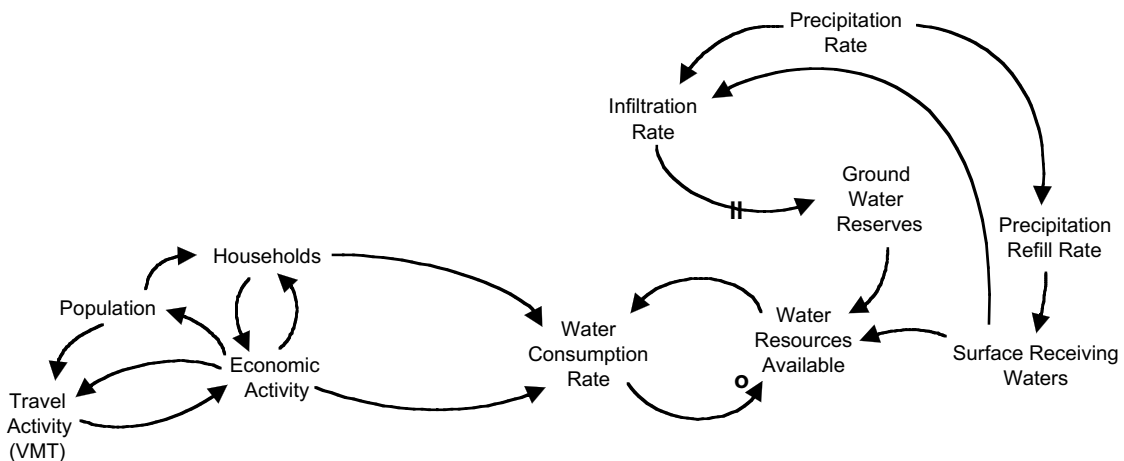 Precipitation
Rate
Infiltration
Rate
Ground
Water
Reserves
Precipitation
Refill Rate
Households
Population
Water
Consumption
Rate
Water
Resources
Available
Surface Receiving
Waters
Economic
Activity
Travel
Activity
(VMT)
II
o